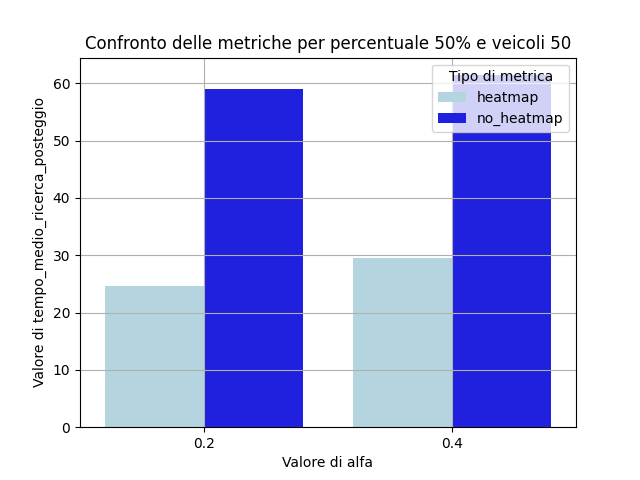 Confronto delle metriche per percentuale 50% e veicoli 50
Valore di tempo_medio_ricerca_posteggio
60
50
40
30
20
10
0
Tipo di metrica
heatmap
no_heatmap
0.2
0.4
Valore di alfa